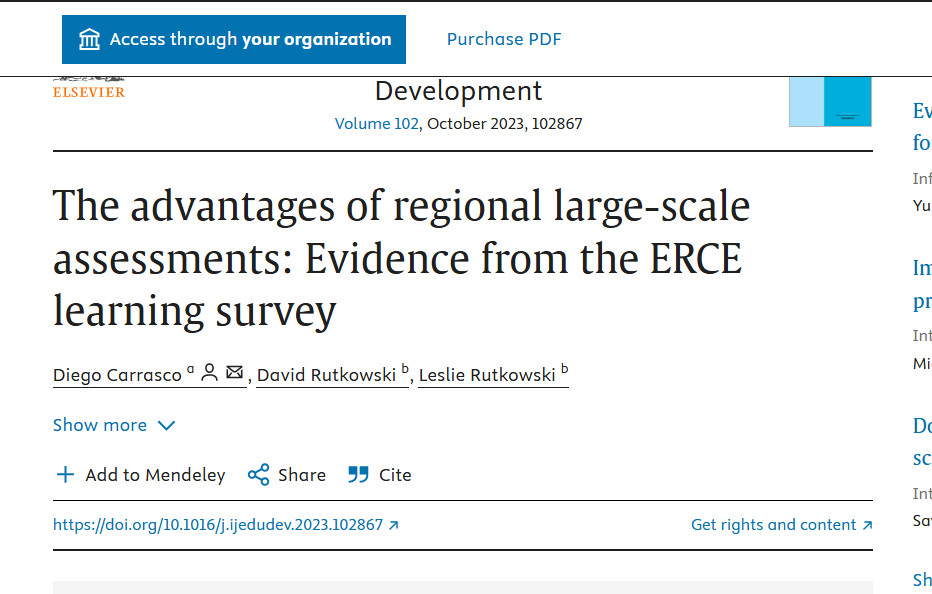 Access through your organization
Purchase PDF
ELSEVIER
Development
Volume 102, October 2023, 102867
The advantages of regional large-scale
assessments: Evidence from the ERCE
learning survey
Diego Carrasco a , David Rutkowski b, Leslie Rutkowski b
Show more
Add to Mendeley
Share
Cite
https://doi.org/10.1016/j.ijedudev.2023.102867
Get rights and content
Ev
fo
Inf
Yu
Im
pr
Int
Mi
Do
sc
Int
Sav
Sh